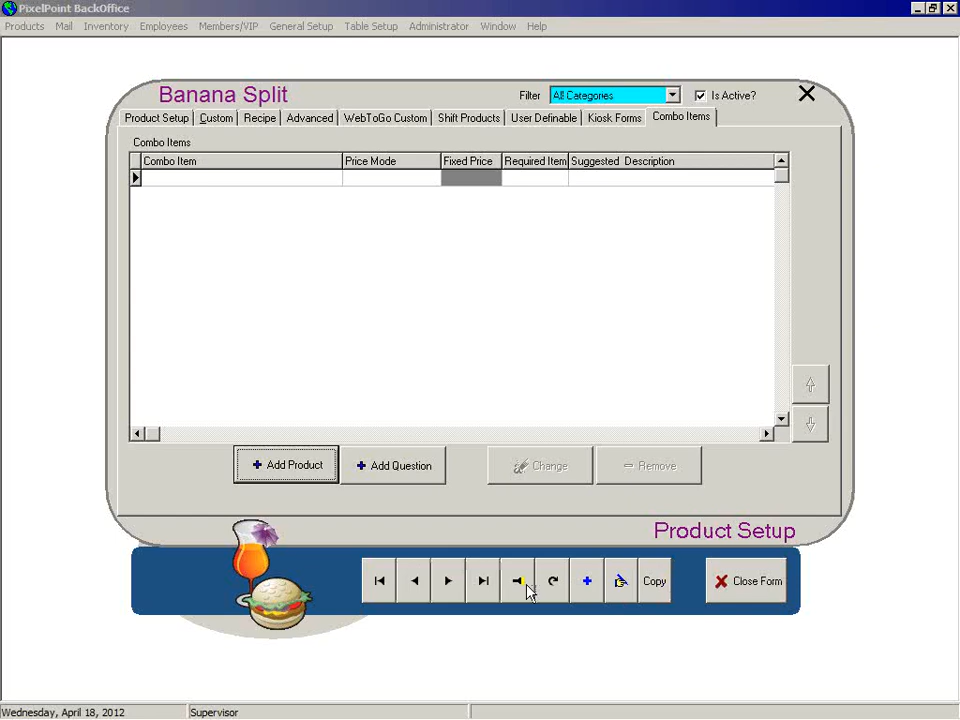 PixelPoint BackOffice
Products Mail Inventory Employees Members/VIP General Setup Table Setup Administrator Window Help
Banana Split Filter All Categories Is Active?
Product Setup Custom Recipe Advanced WebToGo Custom Shift Products User Definable Kiosk Forms Combo Items
Combo Items
Combo Item Price Mode Fixed Price Required Item Suggested Description
Add Product Add Question Change Remove
Product Setup
Copy Close Form
Wednesday, April 18, 2012 Supervisor